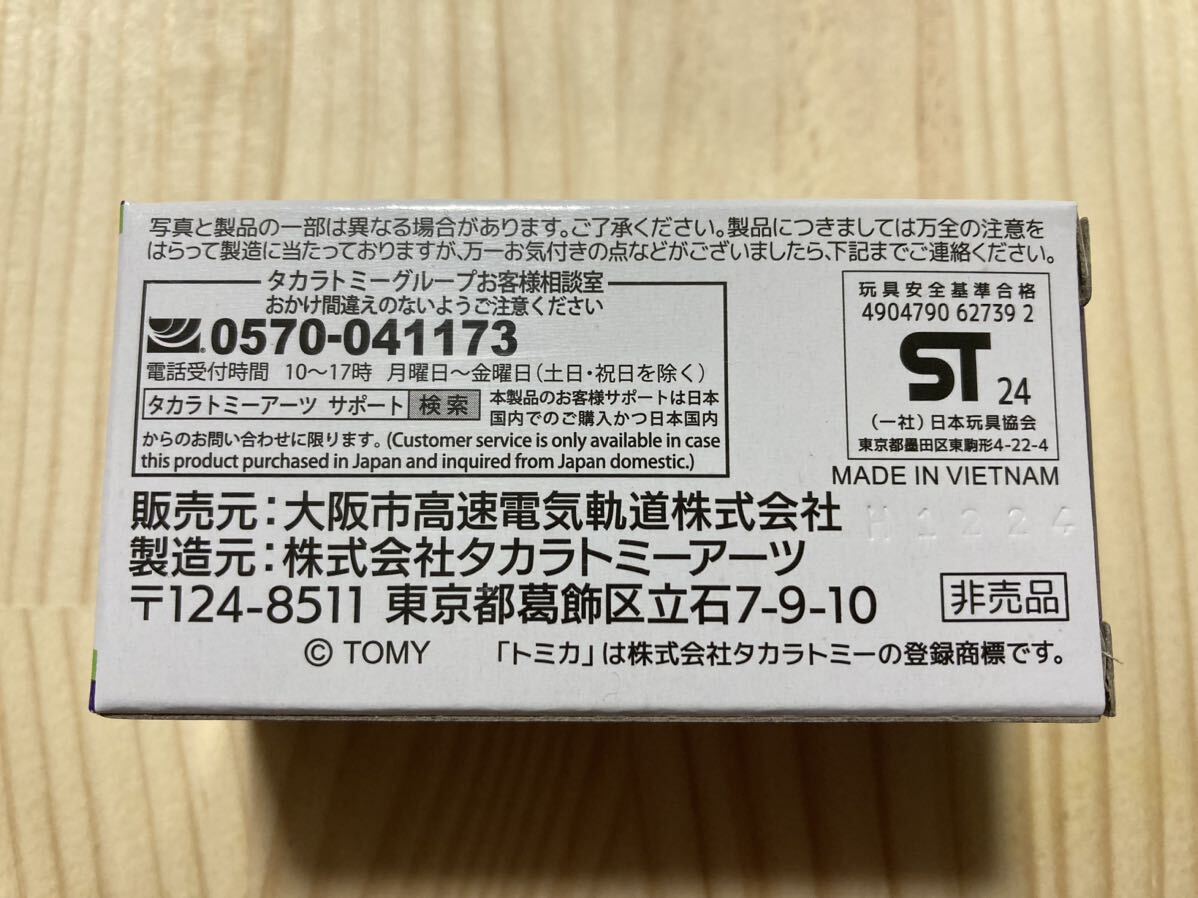 写真と製品の一部は異なる場合があります。ご了承ください。製品につきましては万全の注意を
はらって製造に当たっておりますが、万一お気付きの点などがございましたら、下記までご連絡ください。
タカラトミーグループお客様相談室
おかけ間違えのないようご注意ください
0570-041173
電話受付時間 10〜17時 月曜日〜金曜日(土日・祝日を除く)
タカラトミーアーツ サポート 検索
本製品のお客様サポートは日本
国内でのご購入かつ日本国内
からのお問い合わせに限ります。(Customer service is only available in case
this product purchased in Japan and inquired from Japan domestic.)
玩具安全基準合格
4904790 62739 2
ST 24
(一社)日本玩具協会
東京都墨田区東駒形4-22-4
MADE IN VIETNAM
H1224
販売元:大阪市高速電気軌道株式会社
製造元:株式会社タカラトミーアーツ
〒124-8511 東京都葛飾区立石7-9-10
非売品
© TOMY 「トミカ」は株式会社タカラトミーの登録商標です。